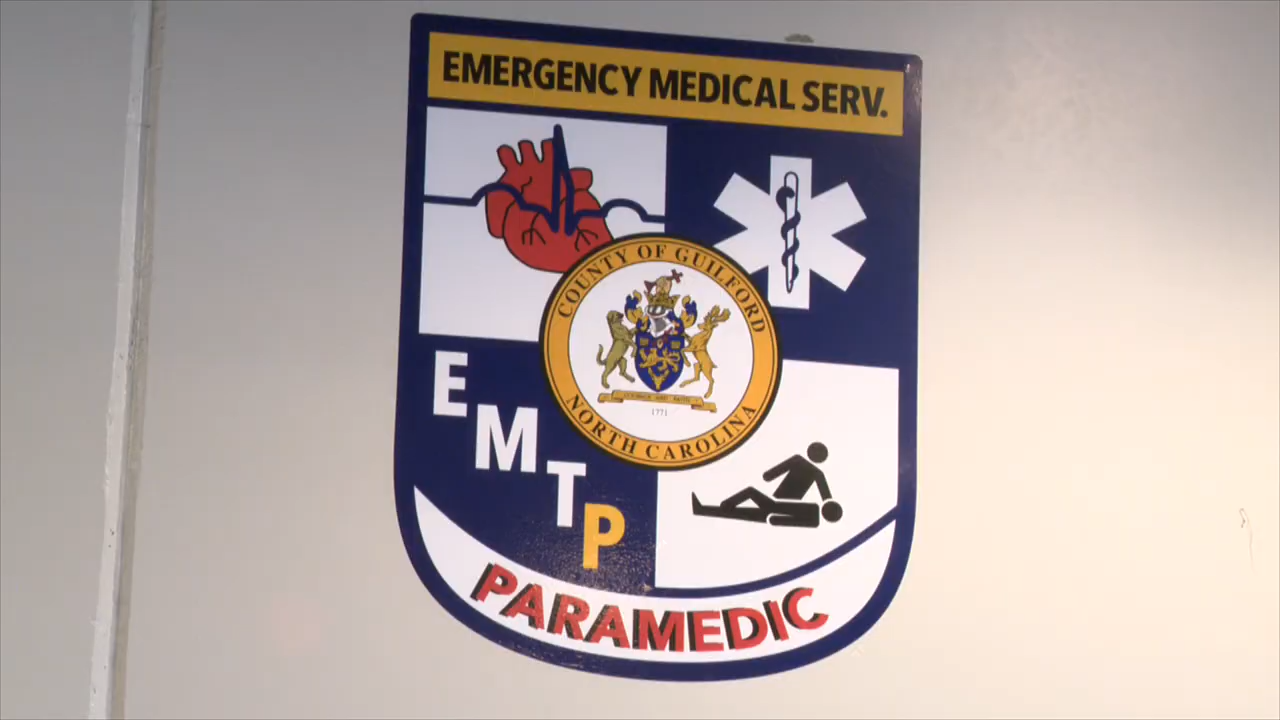 EMERGENCY MEDICAL SERV.
COUNTY OF GUILFORD
1771
NORTH CAROLINA
E
M
T
P
PARAMEDIC